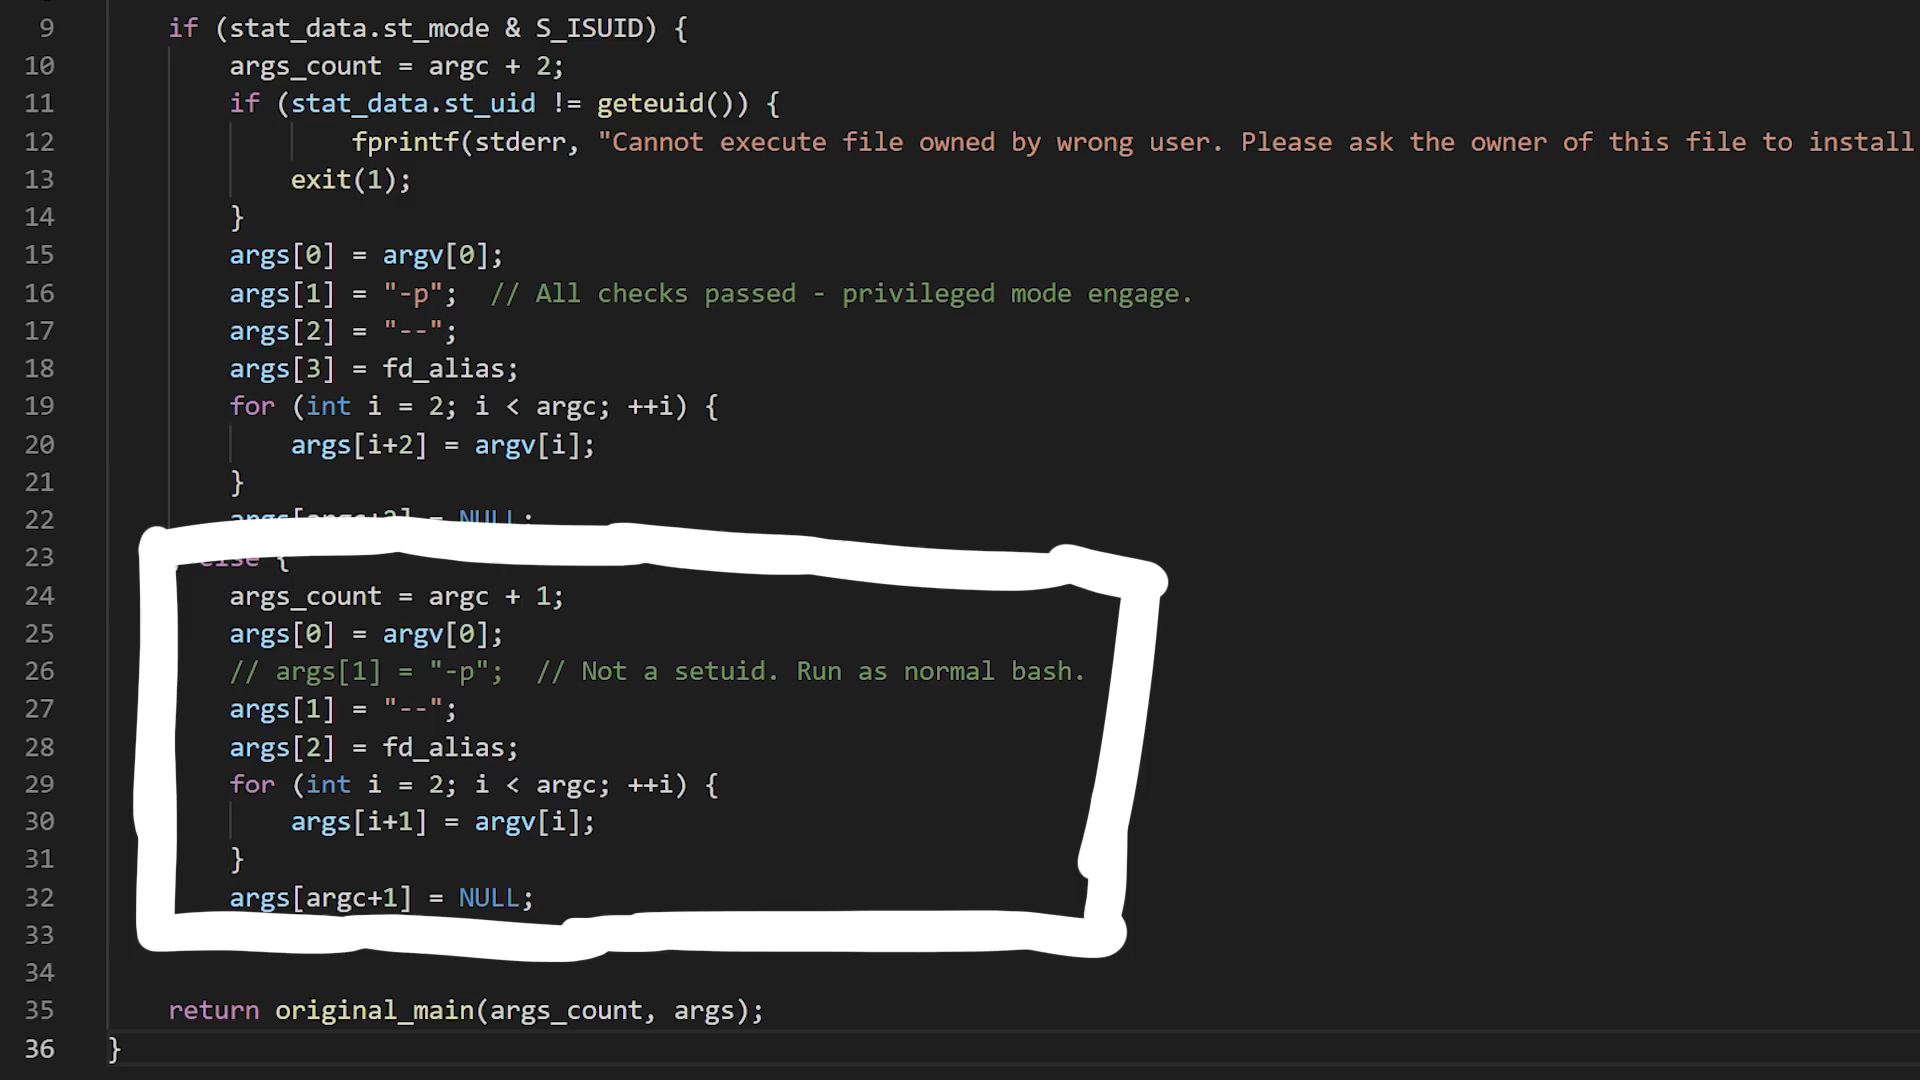 9 if (stat_data.st_mode & S_ISUID) {
10 args_count = argc + 2;
11 if (stat_data.st_uid != geteuid()) {
12 fprintf(stderr, "Cannot execute file owned by wrong user. Please ask the owner of this file to install
13 exit(1);
14 }
15 args[0] = argv[0];
16 args[1] = "-p";  // All checks passed - privileged mode engage.
17 args[2] = "--";
18 args[3] = fd_alias;
19 for (int i = 2; i < argc; ++i) {
20 args[i+2] = argv[i];
21 }
22 args[argc+2] = NULL;
23 else {
24 args_count = argc + 1;
25 args[0] = argv[0];
26 // args[1] = "-p";  // Not a setuid. Run as normal bash.
27 args[1] = "--";
28 args[2] = fd_alias;
29 for (int i = 2; i < argc; ++i) {
30 args[i+1] = argv[i];
31 }
32 args[argc+1] = NULL;
33
34
35 return original_main(args_count, args);
36 }